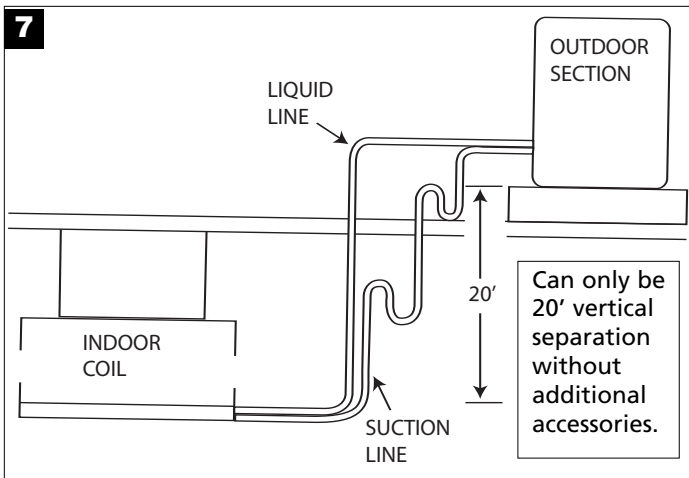 7
OUTDOOR
SECTION
LIQUID
LINE
20′
Can only be
20′ vertical
separation
without
additional
accessories.
INDOOR
COIL
SUCTION
LINE